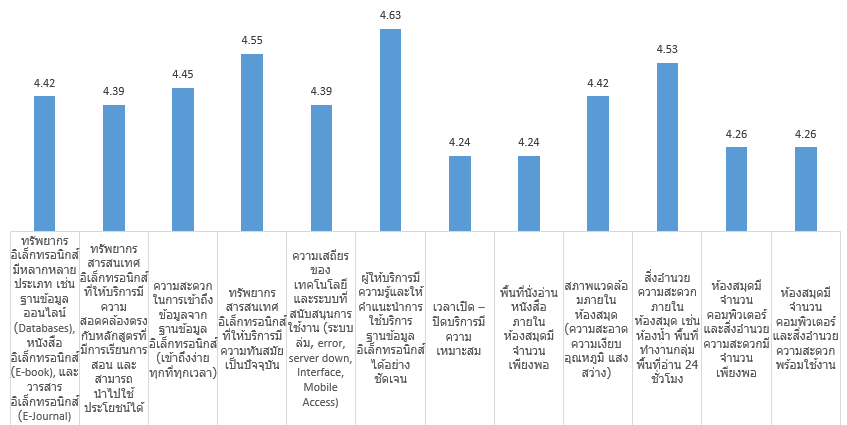 4.42
4.39
4.45
4.55
4.39
4.63
4.24
4.24
4.42
4.53
4.26
4.26
ทรัพยากร
อิเล็กทรอนิกส์
มีหลากหลาย
ประเภท เช่น
ฐานข้อมูล
ออนไลน์
(Databases),
หนังสือ
อิเล็กทรอนิกส์
(E-book), และ
วารสาร
อิเล็กทรอนิกส์
(E-Journal)
ทรัพยากร
สารสนเทศ
อิเล็กทรอนิกส์
ที่ให้บริการมี
ความ
สอดคล้องตรง
กับหลักสูตรที่
มีการเรียนการ
สอน และ
สามารถ
นำไปใช้
ประโยชน์ได้
ความสะดวก
ในการเข้าถึง
ข้อมูลจาก
ฐานข้อมูล
อิเล็กทรอนิกส์
(เข้าถึงง่าย
ทุกที่ทุกเวลา)
ทรัพยากร
สารสนเทศ
อิเล็กทรอนิกส์
ที่ให้บริการมี
ความทันสมัย
เป็นปัจจุบัน
ความเสถียร
ของ
เทคโนโลยี
และระบบที่
สนับสนุนการ
ใช้งาน (ระบบ
ล่ม, error,
server down,
Interface,
Mobile
Access)
ผู้ให้บริการมี
ความรู้และให้
คำแนะนำการ
ใช้บริการ
ฐานข้อมูล
อิเล็กทรอนิกส์
ได้อย่าง
ชัดเจน
เวลาเปิด –
ปิดบริการมี
ความ
เหมาะสม
พื้นที่นั่งอ่าน
หนังสือ
ภายใน
ห้องสมุดมี
จำนวน
เพียงพอ
สภาพแวดล้อ
มภายใน
ห้องสมุด
(ความสะอาด
ความเงียบ
อุณหภูมิ แสง
สว่าง)
สิ่งอำนวย
ความสะดวก
ภายใน
ห้องสมุด เช่น
ห้องน้ำ พื้นที่
ทำงานกลุ่ม
พื้นที่อ่าน 24
ชั่วโมง
ห้องสมุดมี
จำนวน
คอมพิวเตอร์
และสิ่งอำนวย
ความสะดวกมี
จำนวน
เพียงพอ
ห้องสมุดมี
จำนวน
คอมพิวเตอร์
และสิ่งอำนวย
ความสะดวก
พร้อมใช้งาน